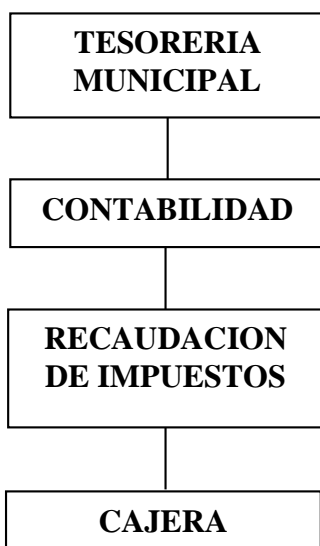 TESORERIA
MUNICIPAL
CONTABILIDAD
RECAUDACION
DE IMPUESTOS
CAJERA